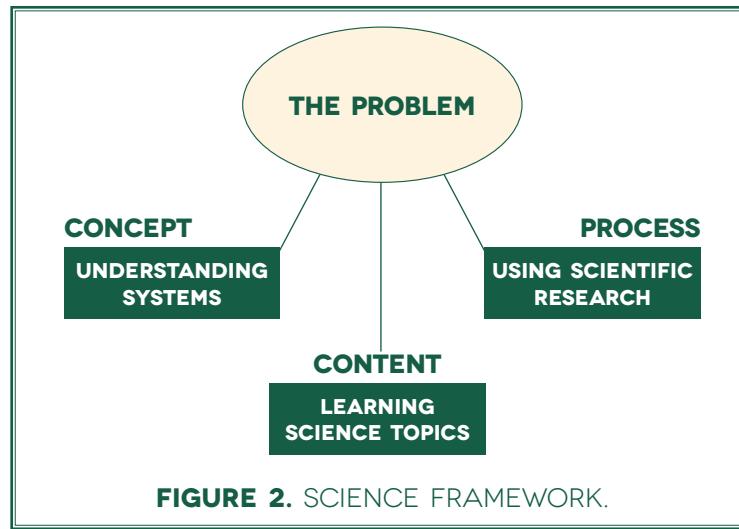 THE PROBLEM
CONCEPT
UNDERSTANDING
SYSTEMS
PROCESS
USING SCIENTIFIC
RESEARCH
CONTENT
LEARNING
SCIENCE TOPICS
FIGURE 2. SCIENCE FRAMEWORK.